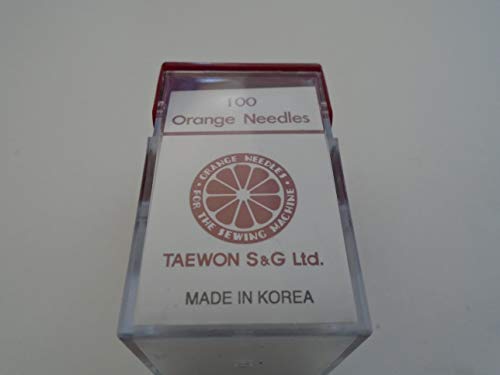 100
Orange Needles
• ORANGE NEEDLES •
FOR THE SEWING MACHINE
TAEWON S&G Ltd.
MADE IN KOREA